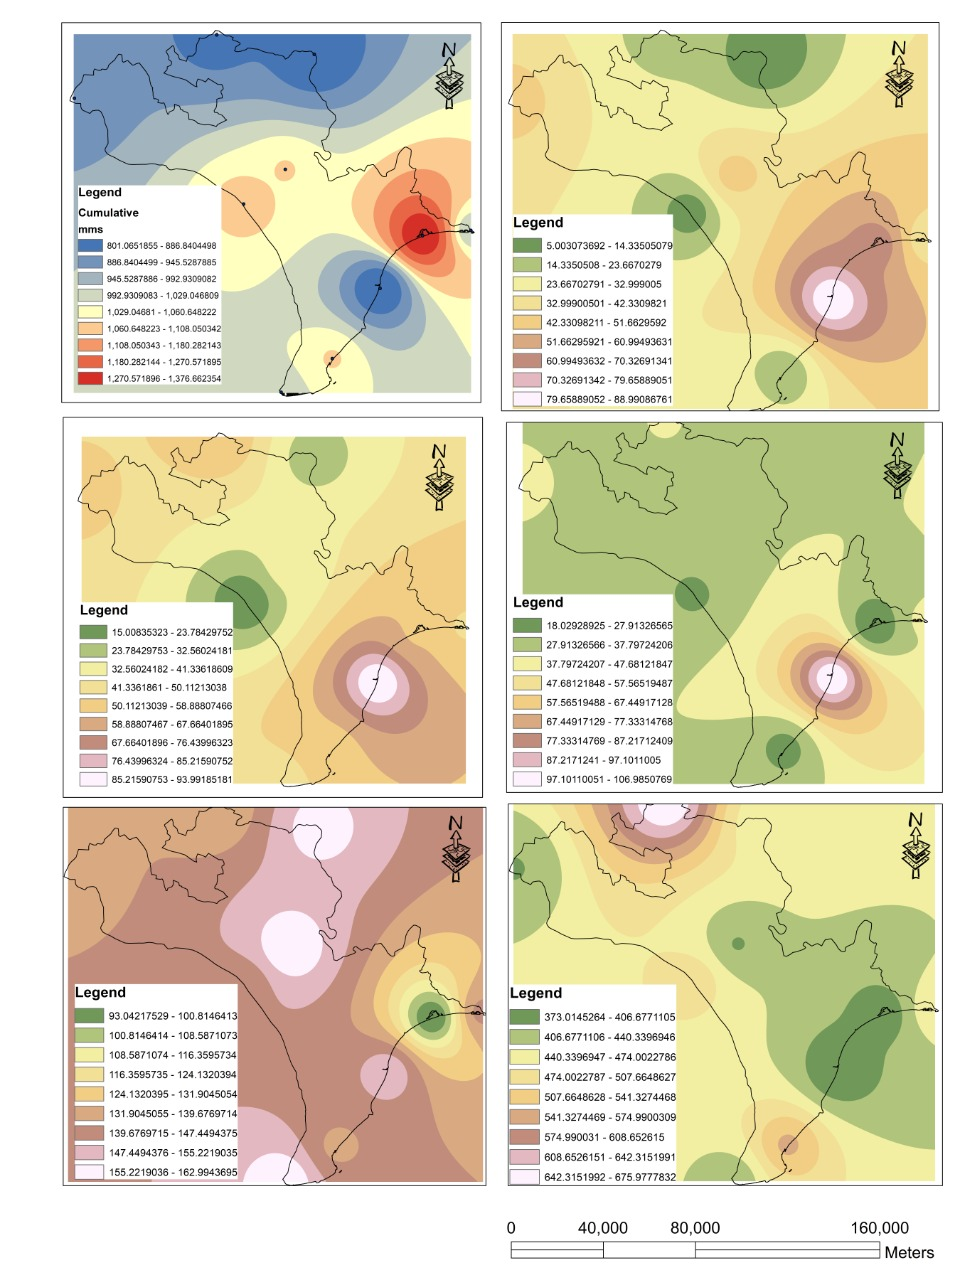 N
Legend
Cumulative
mms
801.0651855 - 886.8404498
886.8404499 - 945.5287885
945.5287886 - 992.9309082
992.9309083 - 1,029.046809
1,029.04681 - 1,060.648222
1,060.648223 - 1,108.050342
1,108.050343 - 1,180.282143
1,180.282144 - 1,270.571895
1,270.571896 - 1,376.662354
N
Legend
5.003073692 - 14.33505079
14.3350508 - 23.6670279
23.66702791 - 32.999005
32.99900501 - 42.3309821
42.33098211 - 51.6629592
51.66295921 - 60.99493631
60.99493632 - 70.32691341
70.32691342 - 79.65889051
79.65889052 - 88.99086761
N
Legend
15.00835323 - 23.78429752
23.78429753 - 32.56024181
32.56024182 - 41.33618609
41.3361861 - 50.11213038
50.11213039 - 58.88807466
58.88807467 - 67.66401895
67.66401896 - 76.43996323
76.43996324 - 85.21590752
85.21590753 - 93.99185181
N
Legend
18.02928925 - 27.91326565
27.91326566 - 37.79724206
37.79724207 - 47.68121847
47.68121848 - 57.56519487
57.56519488 - 67.44917128
67.44917129 - 77.33314768
77.33314769 - 87.21712409
87.2171241 - 97.1011005
97.10110051 - 106.9850769
N
Legend
93.04217529 - 100.8146413
100.8146414 - 108.5871073
108.5871074 - 116.3595734
116.3595735 - 124.1320394
124.1320395 - 131.9045054
131.9045055 - 139.6769714
139.6769715 - 147.4494375
147.4494376 - 155.2219035
155.2219036 - 162.9943695
N
Legend
373.0145264 - 406.6771105
406.6771106 - 440.3396946
440.3396947 - 474.0022786
474.0022787 - 507.6648627
507.6648628 - 541.3274468
541.3274469 - 574.9900309
574.990031 - 608.652615
608.6526151 - 642.3151991
642.3151992 - 675.9777832
0 40,000 80,000 160,000
Meters